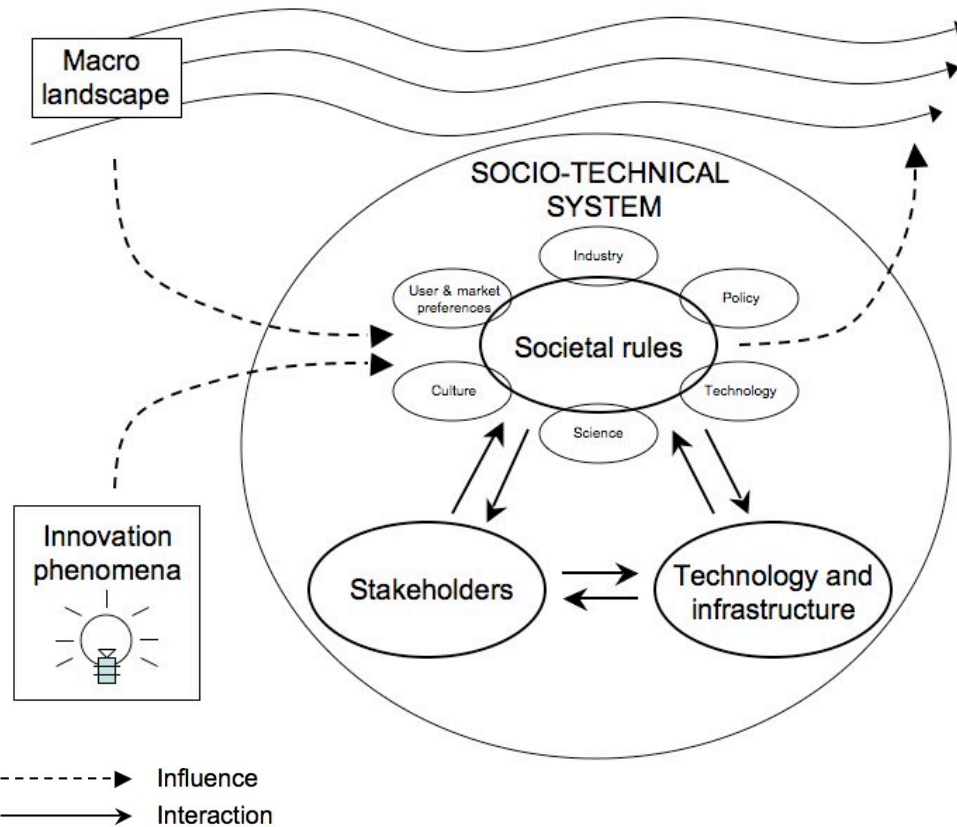 Macro
landscape
SOCIO-TECHNICAL
SYSTEM
Industry
User & market
preferences
Policy
Societal rules
Culture
Technology
Science
Innovation
phenomena
Stakeholders
Technology and
infrastructure
Influence
Interaction